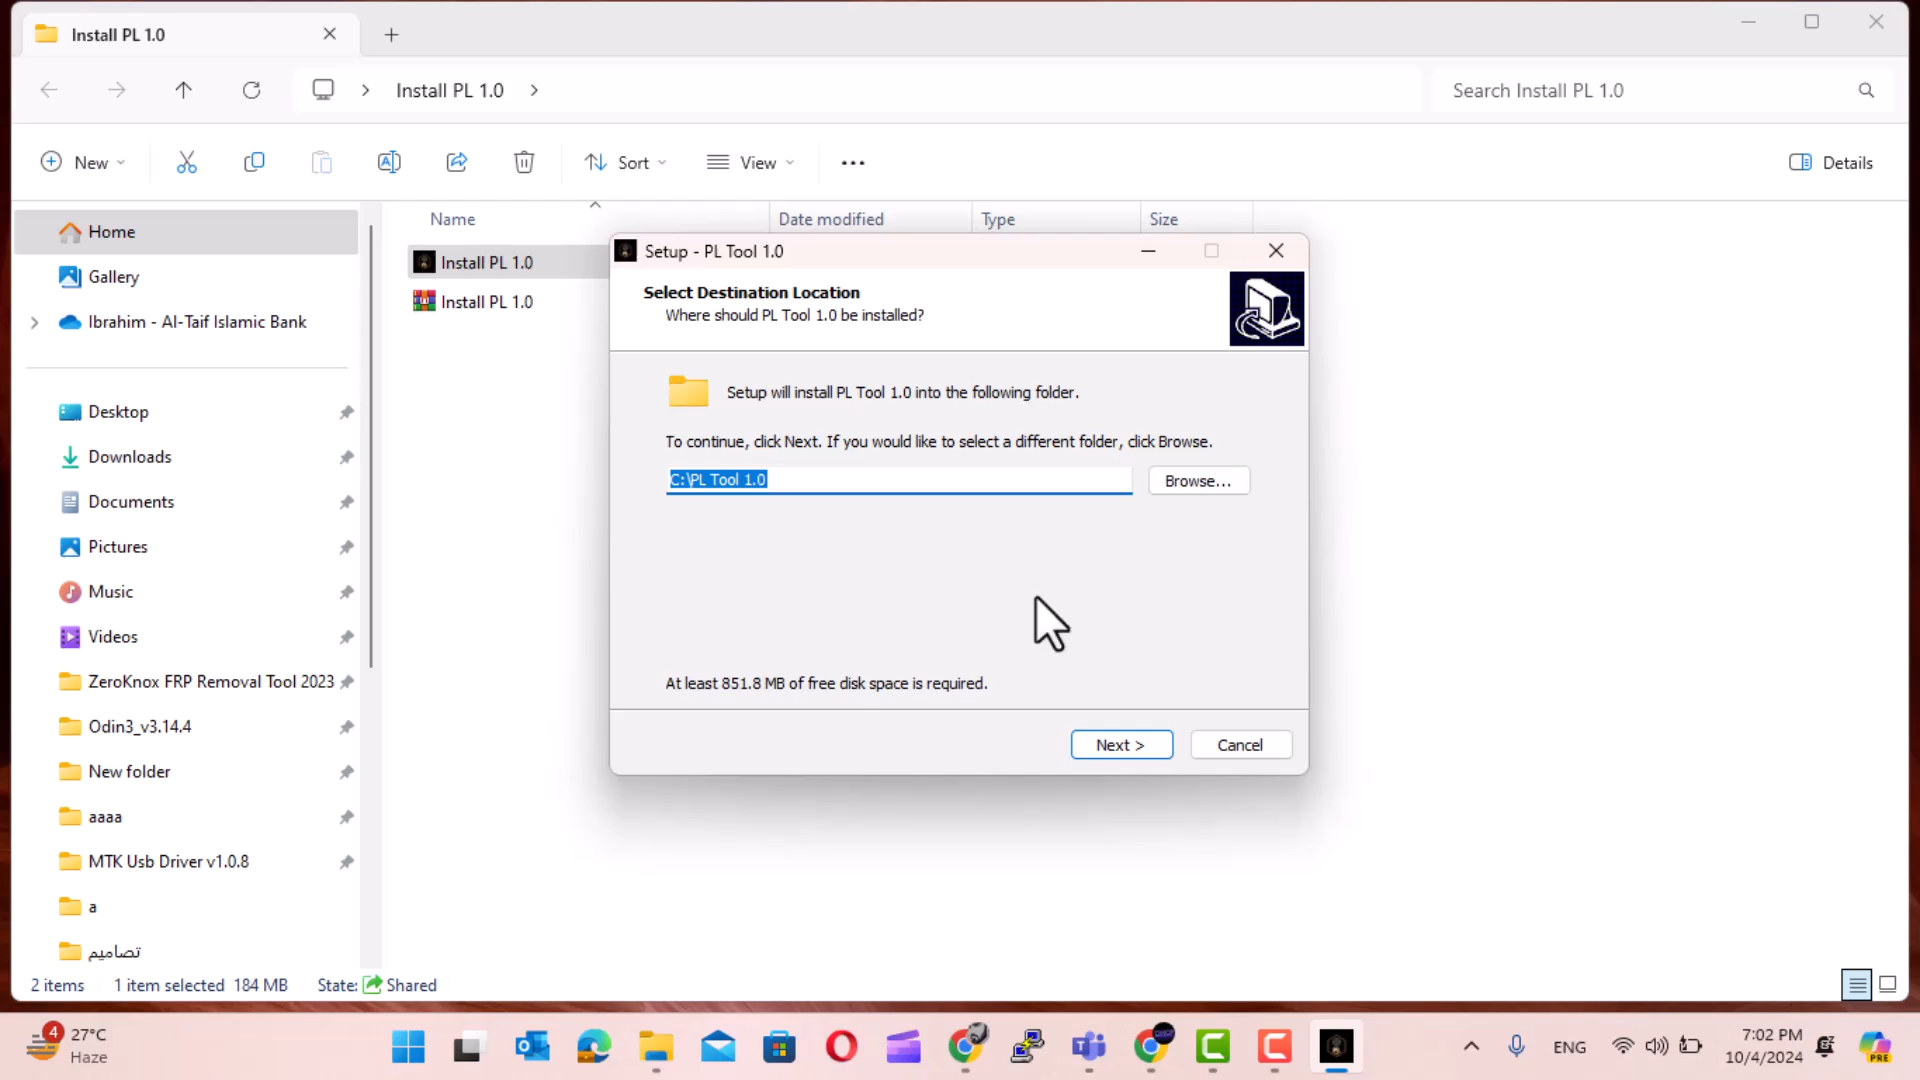 Install PL 1.0
Install PL 1.0
Search Install PL 1.0
New
Sort
View
Details
Name
Date modified
Type
Size
Home
Gallery
Ibrahim - Al-Taif Islamic Bank
Desktop
Downloads
Documents
Pictures
Music
Videos
ZeroKnox FRP Removal Tool 2023
Odin3_v3.14.4
New folder
aaaa
MTK Usb Driver v1.0.8
a
تصاميم
Install PL 1.0
Install PL 1.0
Setup - PL Tool 1.0
Select Destination Location
Where should PL Tool 1.0 be installed?
Setup will install PL Tool 1.0 into the following folder.
To continue, click Next. If you would like to select a different folder, click Browse.
C:\PL Tool 1.0
Browse...
At least 851.8 MB of free disk space is required.
Next >
Cancel
2 items
1 item selected 184 MB
State: Shared
4
27°C
Haze
ENG
7:02 PM
10/4/2024
PRE